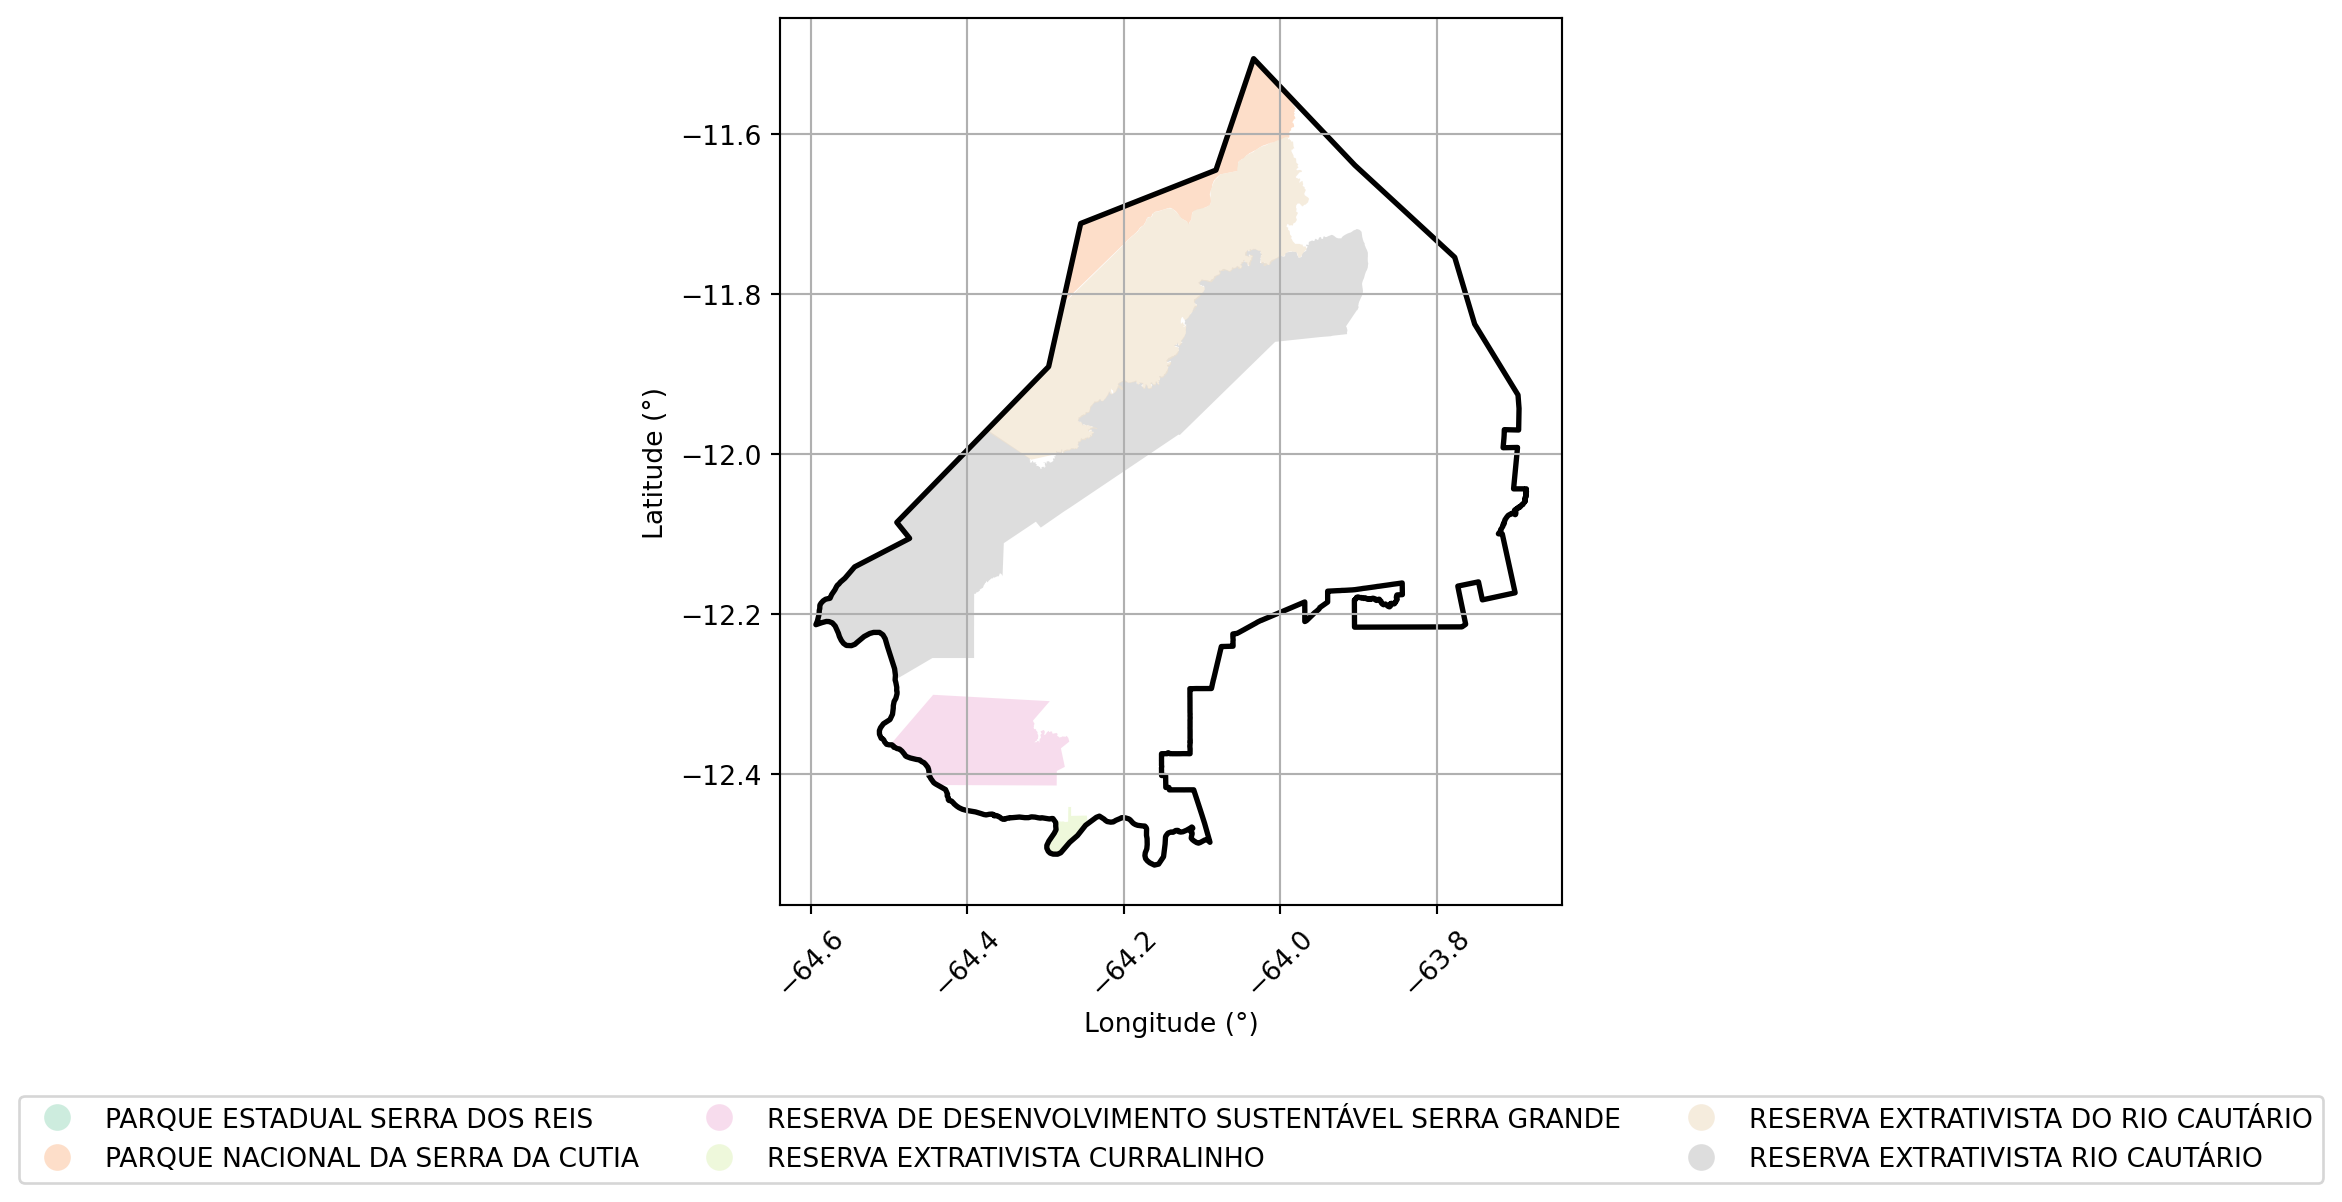 −11.6
−11.8
−12.0
−12.2
−12.4
Latitude (°)
−64.6
−64.4
−64.2
−64.0
−63.8
Longitude (°)
PARQUE ESTADUAL SERRA DOS REIS
PARQUE NACIONAL DA SERRA DA CUTIA
RESERVA DE DESENVOLVIMENTO SUSTENTÁVEL SERRA GRANDE
RESERVA EXTRATIVISTA CURRALINHO
RESERVA EXTRATIVISTA DO RIO CAUTÁRIO
RESERVA EXTRATIVISTA RIO CAUTÁRIO